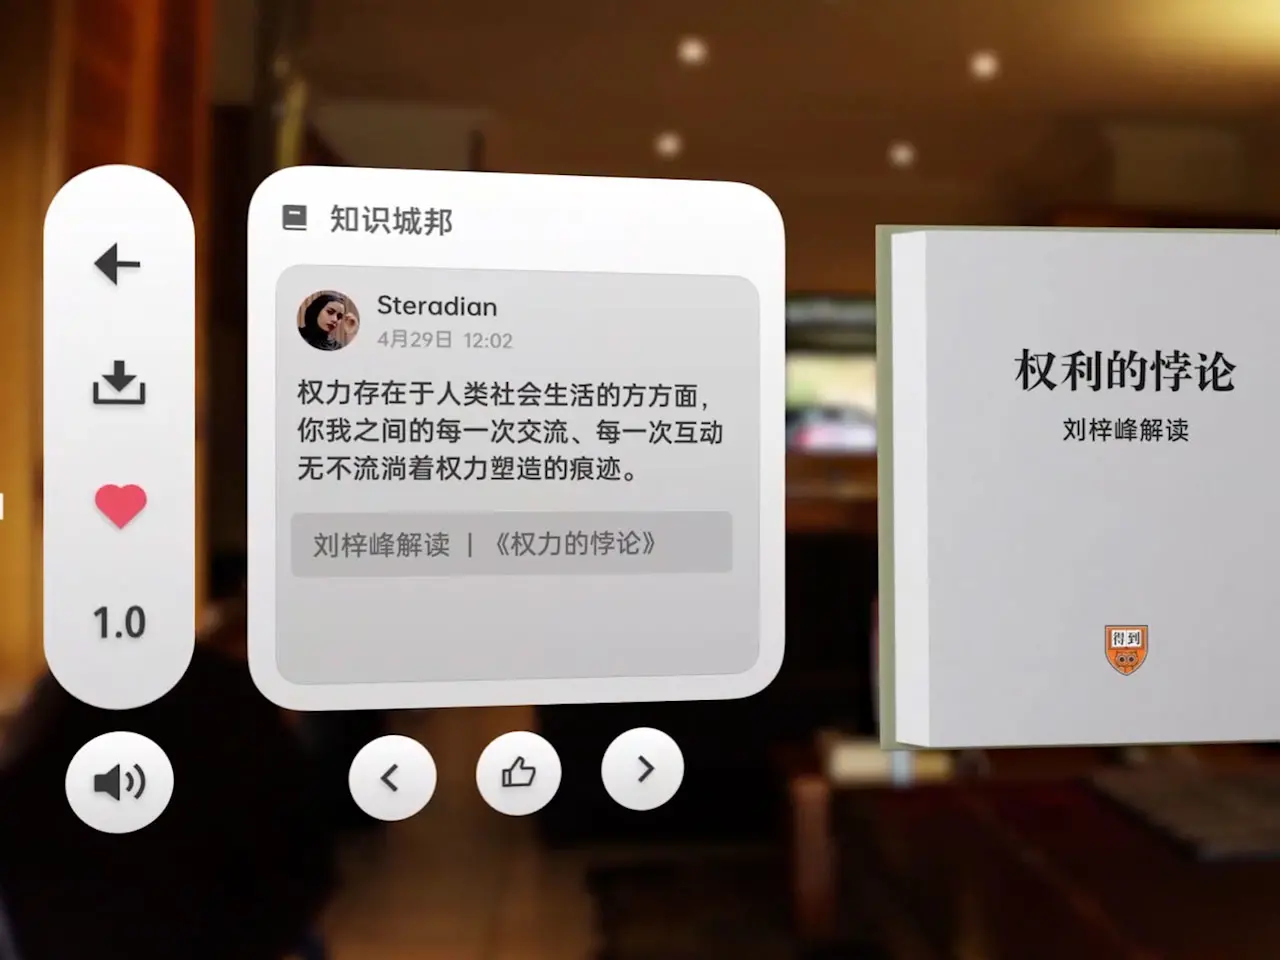 知识城邦
Steradian
4月29日 12:02
权力存在于人类社会生活的方方面，
你我之间的每一次交流、每一次互动
无不流淌着权力塑造的痕迹。
刘梓峰解读 | 《权力的悖论》
1.0
权利的悖论
刘梓峰解读
得到